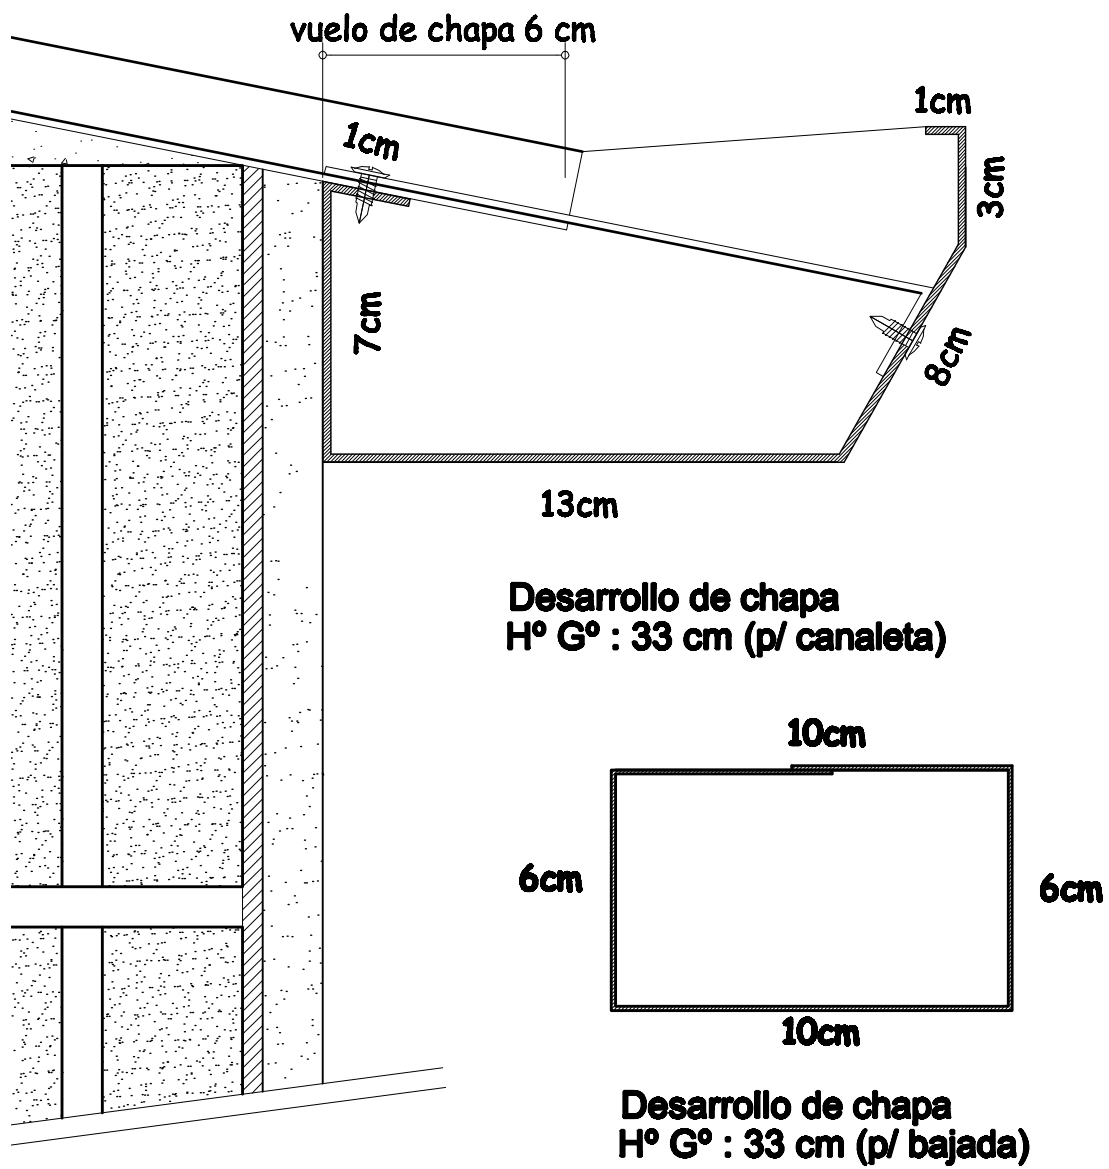 vuelo de chapa 6 cm
1cm
1cm
3cm
7cm
8cm
13cm
Desarrollo de chapa
Hº Gº : 33 cm (p/ canaleta)
10cm
6cm
6cm
10cm
Desarrollo de chapa
Hº Gº : 33 cm (p/ bajada)